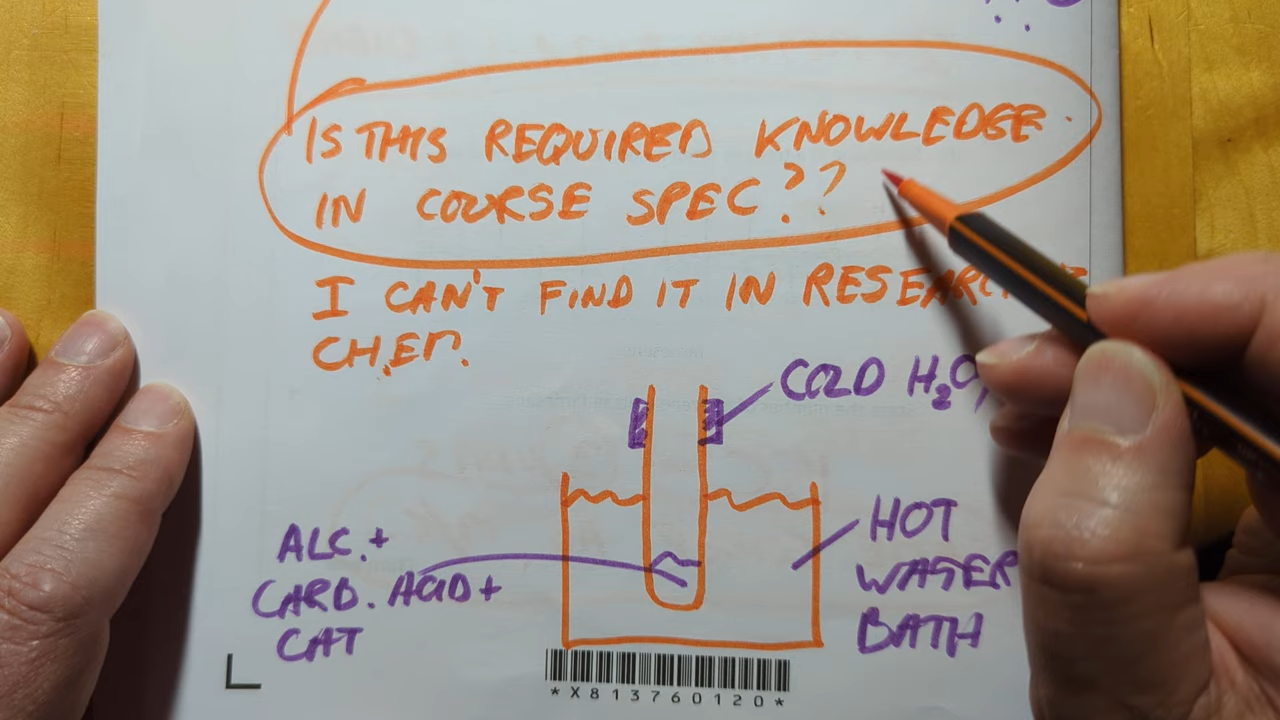 IS THIS REQUIRED KNOWLEDGE.
IN COURSE SPEC??
I CAN'T FIND IT IN
CHEM.
COLD H₂O
ALC. +
CARB. ACID +
CAT
HOT
WATER
BATH
*X813760120*